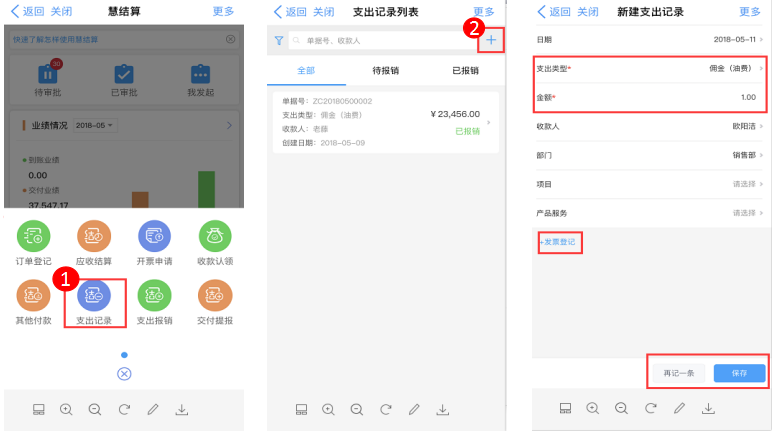 返回 关闭 慧结算 更多
快速了解怎样使用慧结算
30
待审批 已审批 我发起
业绩情况 2018-05
到账业绩
0.00
交付业绩
37,547.17
订单登记 应收结算 开票申请 收款认领
1
其他付款 支出记录 支出报销 交付提报
返回 关闭 支出记录列表 更多
2
单据号、收款人 +
全部 待报销 已报销
单据号: ZC20180500002
支出类型: 佣金（油费） ¥ 23,456.00
收款人: 老滕 已报销
创建日期: 2018-05-09
返回 关闭 新建支出记录 更多
日期 2018-05-11
支出类型* 佣金（油费）
金额* 1.00
收款人 欧阳洁
部门 销售部
项目 请选择
产品服务 请选择
+发票登记
再记一条 保存